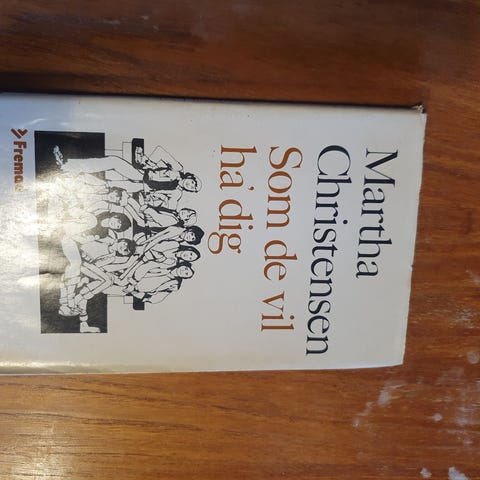 Martha
Christensen
Som de vil
ha' dig
Fremad